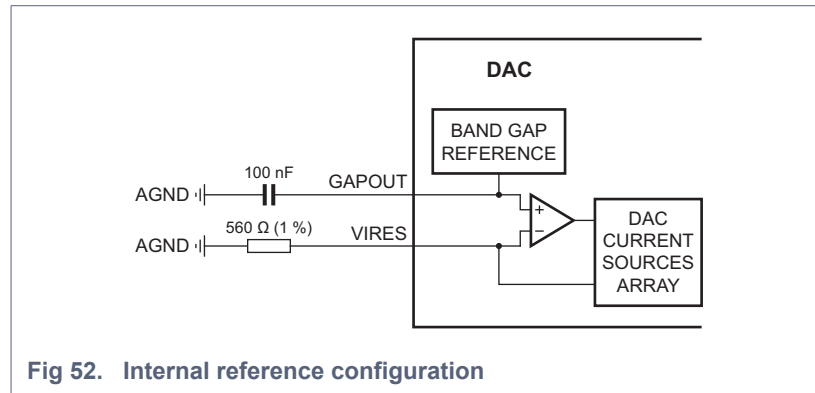 DAC
BAND GAP
REFERENCE
100 nF
GAPOUT
AGND
+
560 Ω (1 %)
VIRES
AGND
−
DAC
CURRENT
SOURCES
ARRAY
Fig 52. Internal reference configuration